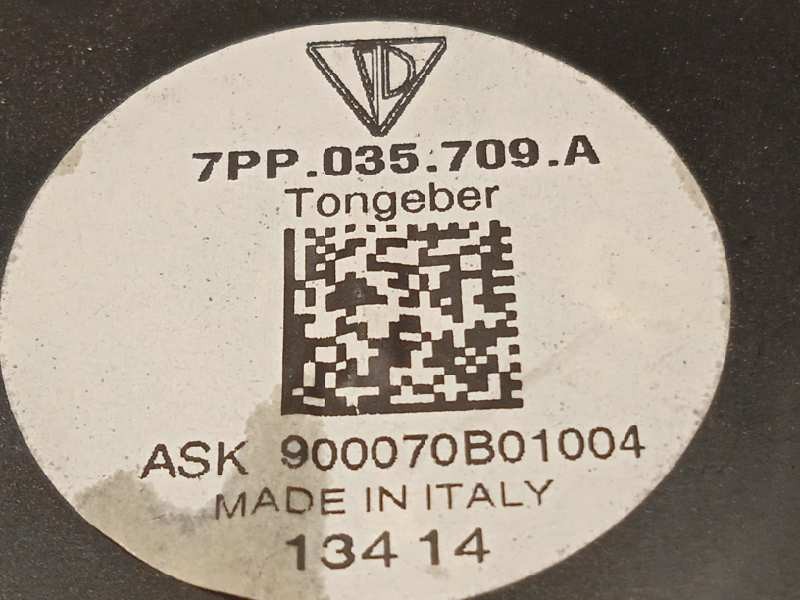 7PP.035.709.A
Tongeber
ASK 900070B01004
MADE IN ITALY
134 14